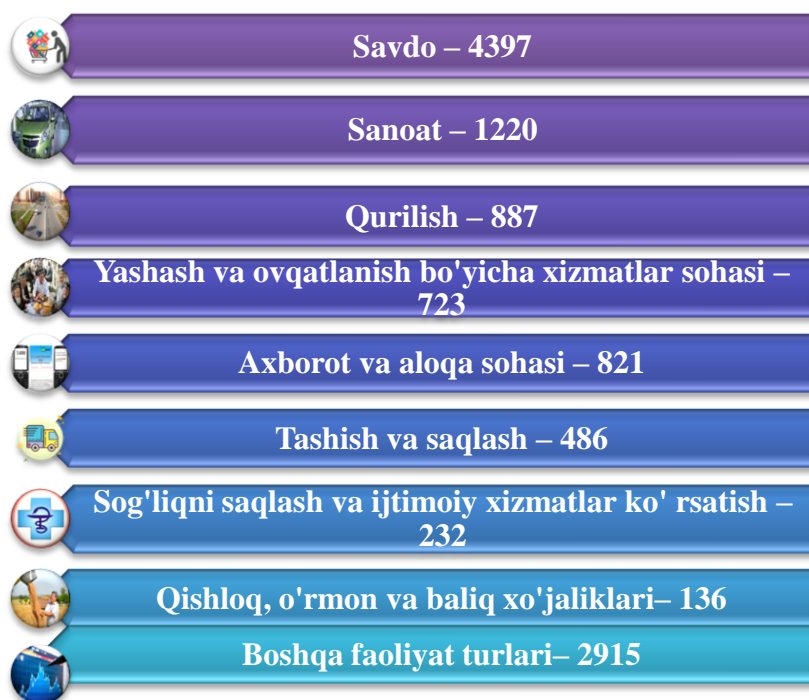 Savdo – 4397
Sanoat – 1220
Qurilish – 887
Yashash va ovqatlanish bo'yicha xizmatlar sohasi –
723
Axborot va aloqa sohasi – 821
Tashish va saqlash – 486
Sog'liqni saqlash va ijtimoiy xizmatlar ko' rsatish –
232
Qishloq, o'rmon va baliq xo'jaliklari– 136
Boshqa faoliyat turlari– 2915